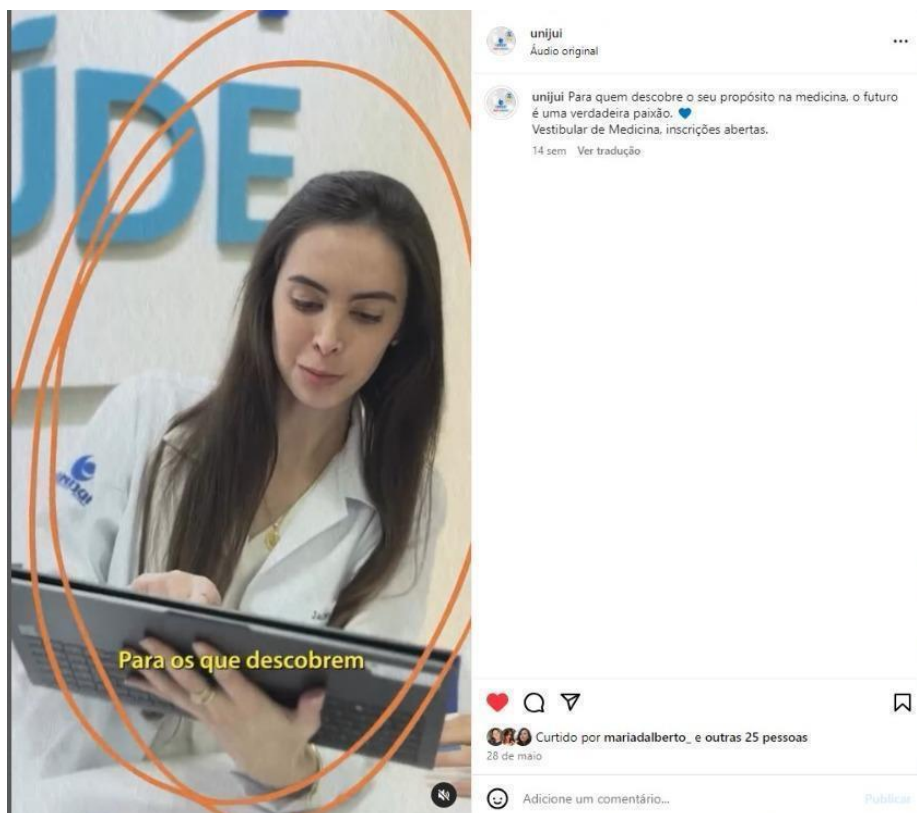 ÚDE
UNIJUÍ
Para os que descobrem
unijui
Áudio original
unijui Para quem descobre o seu propósito na medicina, o futuro
é uma verdadeira paixão. 💙
Vestibular de Medicina, inscrições abertas.
14 sem Ver tradução
Curtido por mariadalberto_ e outras 25 pessoas
28 de maio
Adicione um comentário...
Publicar